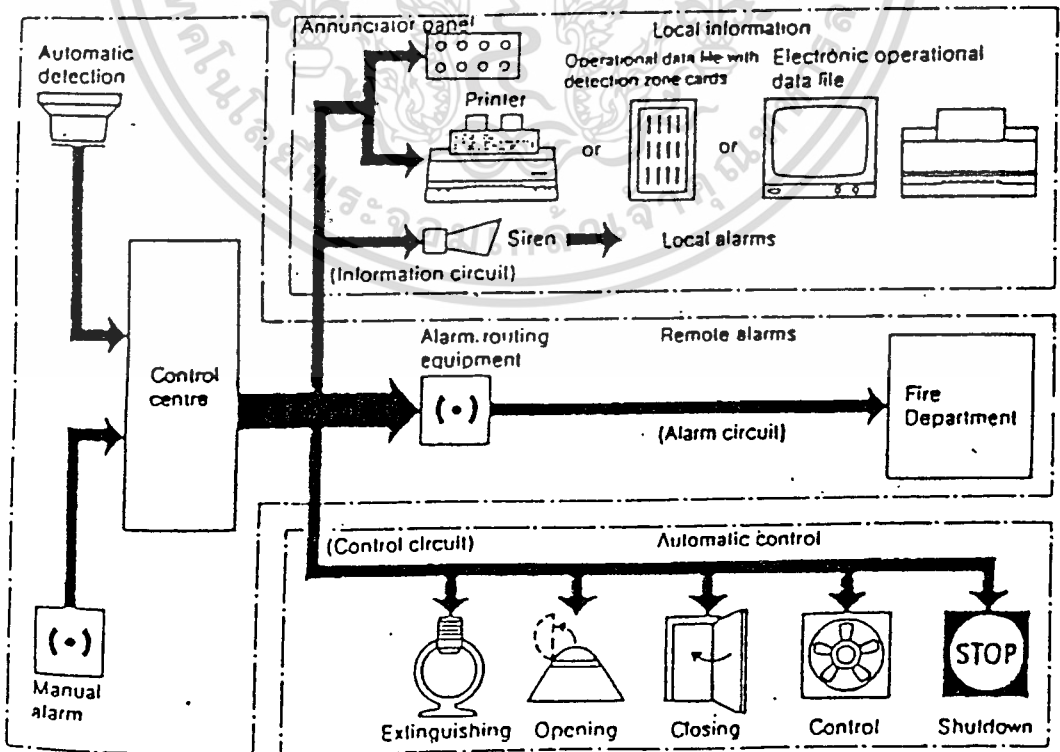 Automatic
detection
Annunciator panel
Local information
Operational data file with
detection zone cards
Electronic operational
data file
Printer
or
or
Siren
Local alarms
(Information circuit)
Control
centre
Alarm routing
equipment
Remote alarms
(Alarm circuit)
Fire
Department
Manual
alarm
(Control circuit)
Automatic control
STOP
Extinguishing
Opening
Closing
Control
Shutdown